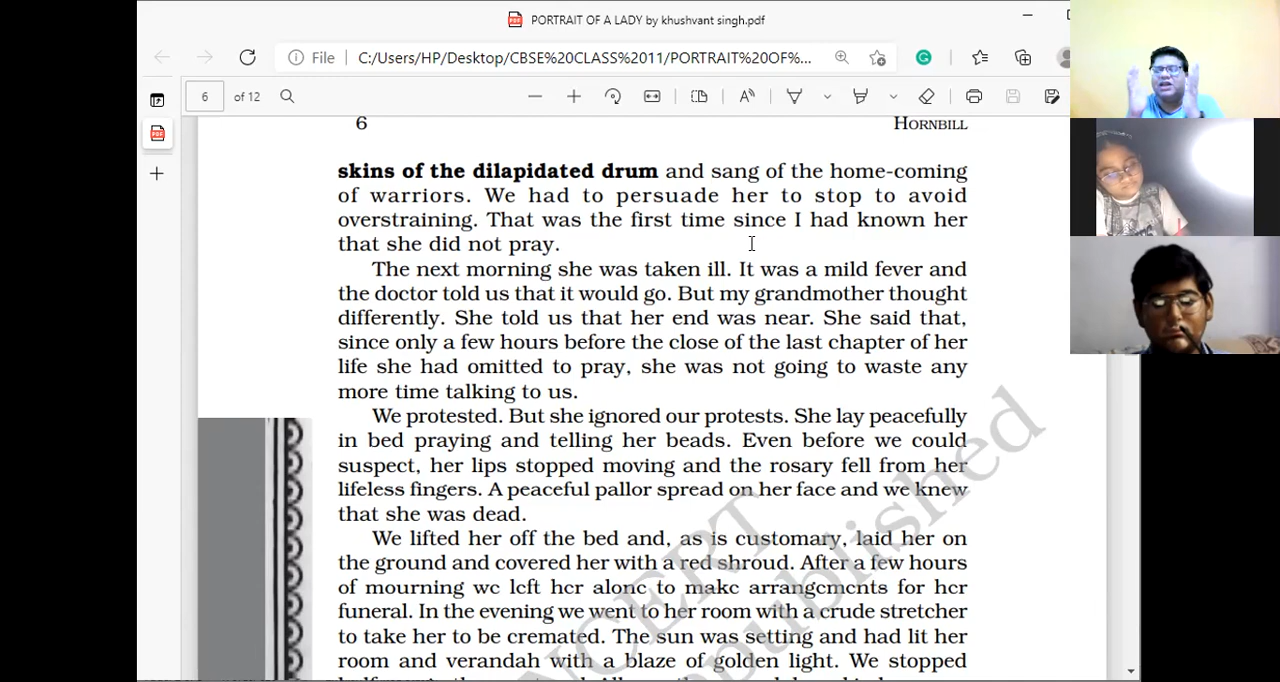 PORTRAIT OF A LADY by khushvant singh.pdf
File
C:/Users/HP/Desktop/CBSE%20CLASS%2011/PORTRAIT%20OF%...
6 of 12
6 HORNBILL
skins of the dilapidated drum and sang of the home-coming
of warriors. We had to persuade her to stop to avoid
overstraining. That was the first time since I had known her
that she did not pray.
The next morning she was taken ill. It was a mild fever and
the doctor told us that it would go. But my grandmother thought
differently. She told us that her end was near. She said that,
since only a few hours before the close of the last chapter of her
life she had omitted to pray, she was not going to waste any
more time talking to us.
We protested. But she ignored our protests. She lay peacefully
in bed praying and telling her beads. Even before we could
suspect, her lips stopped moving and the rosary fell from her
lifeless fingers. A peaceful pallor spread on her face and we knew
that she was dead.
We lifted her off the bed and, as is customary, laid her on
the ground and covered her with a red shroud. After a few hours
of mourning we left her alone to make arrangements for her
funeral. In the evening we went to her room with a crude stretcher
to take her to be cremated. The sun was setting and had lit her
room and verandah with a blaze of golden light. We stopped
NCERT
published